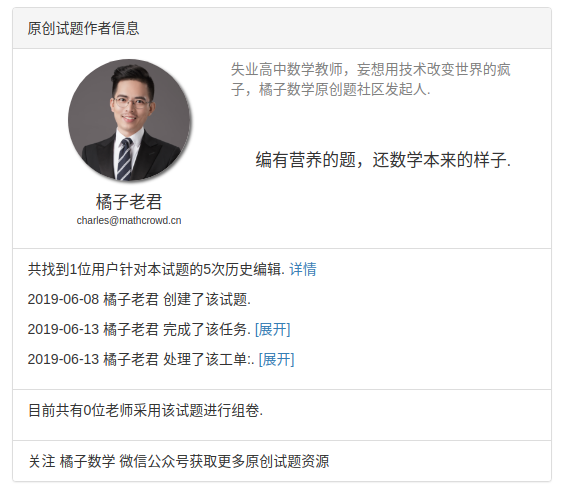 原创试题作者信息
失业高中数学教师，妄想用技术改变世界的疯
子，橘子数学原创题社区发起人.
编有营养的题，还数学本来的样子.
橘子老君
charles@mathcrowd.cn
共找到1位用户针对本试题的5次历史编辑. 详情
2019-06-08 橘子老君 创建了该试题.
2019-06-13 橘子老君 完成了该任务. [展开]
2019-06-13 橘子老君 处理了该工单:. [展开]
目前共有0位老师采用该试题进行组卷.
关注 橘子数学 微信公众号获取更多原创试题资源